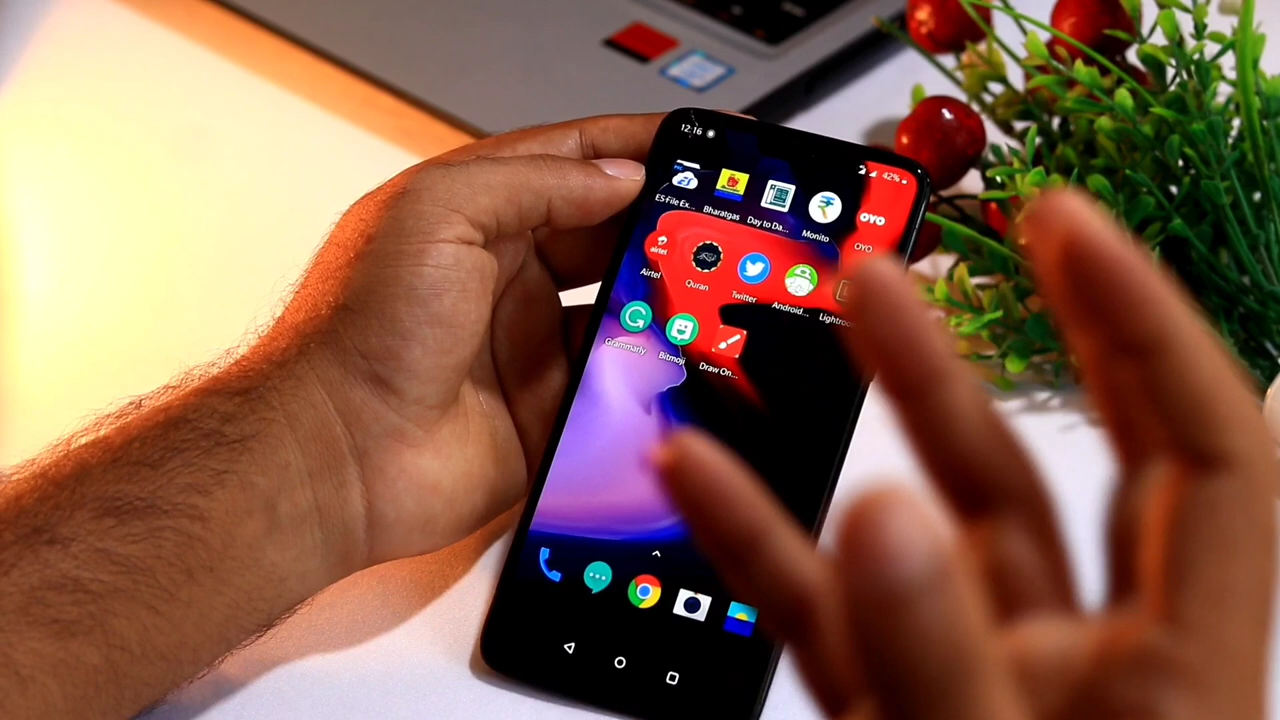 12:16
42%
ES File Ex...
Bharatgas
Day to Da...
Monito
OYO
OYO
airtel
Airtel
Quran
Twitter
Android...
Lightroo
Grammarly
Bitmoji
Draw On...